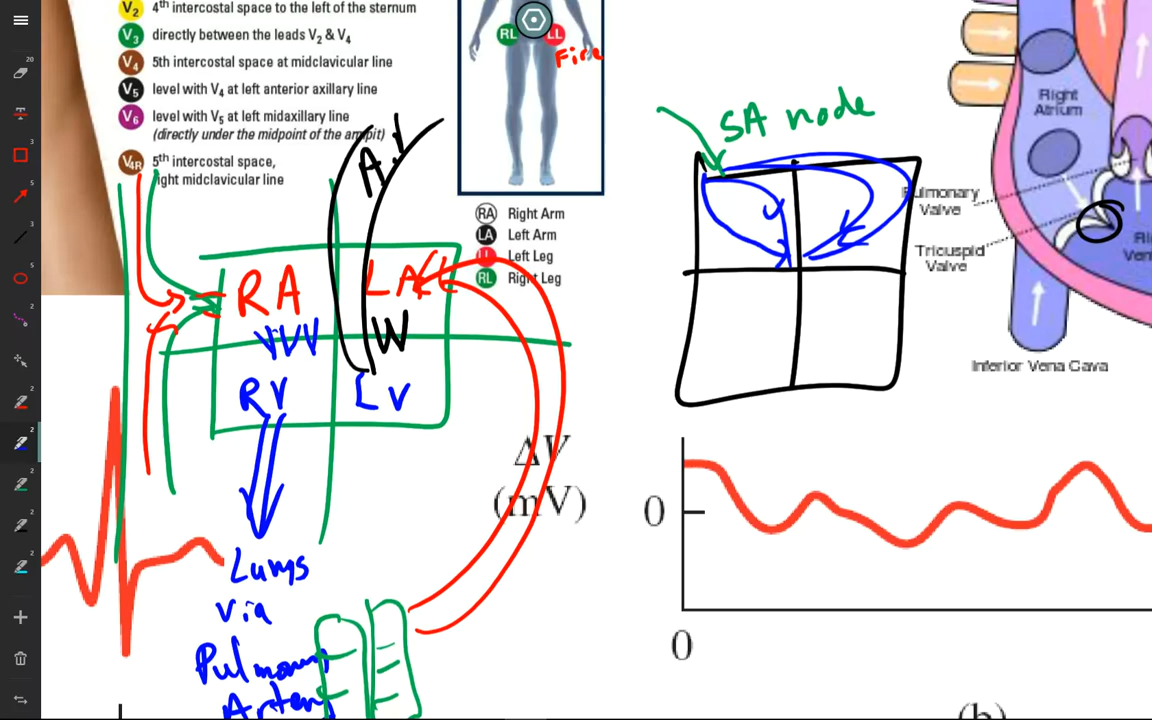 V2 4th intercostal space to the left of the sternum
V3 directly between the leads V2 & V4
V4 5th intercostal space at midclavicular line
V5 level with V4 at left anterior axillary line
V6 level with V5 at left midaxillary line
(directly under the midpoint of the armpit)
V4R 5th intercostal space,
right midclavicular line
RL LL
Fire
RA Right Arm
LA Left Arm
LL Left Leg
RL Right Leg
RA LA
VVV
RV LV
Lungs
via
Pulmonary
Artery
SA node
Right
Atrium
Pulmonary
Valve
Tricuspid
Valve
Inferior Vena Cava
ΔV
(mV)
0
0